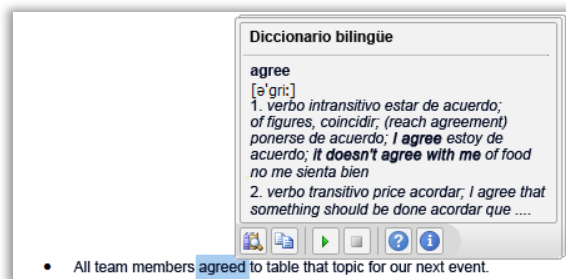 Diccionario bilingüe
agree
[ə'gri:]
1. verbo intransitivo estar de acuerdo;
of figures, coincidir; (reach agreement)
ponerse de acuerdo; I agree estoy de
acuerdo; it doesn't agree with me of food
no me sienta bien
2. verbo transitivo price acordar; I agree that
something should be done acordar que ....
• All team members agreed to table that topic for our next event.